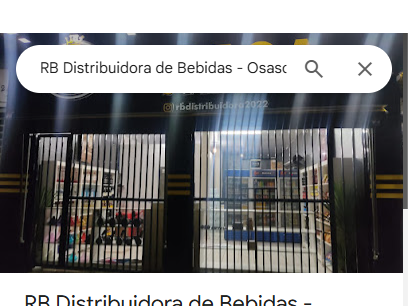 RB Distribuidora de Bebidas - Osasc
rbdistribuidora2022
RB Distribuidora de Bebidas -